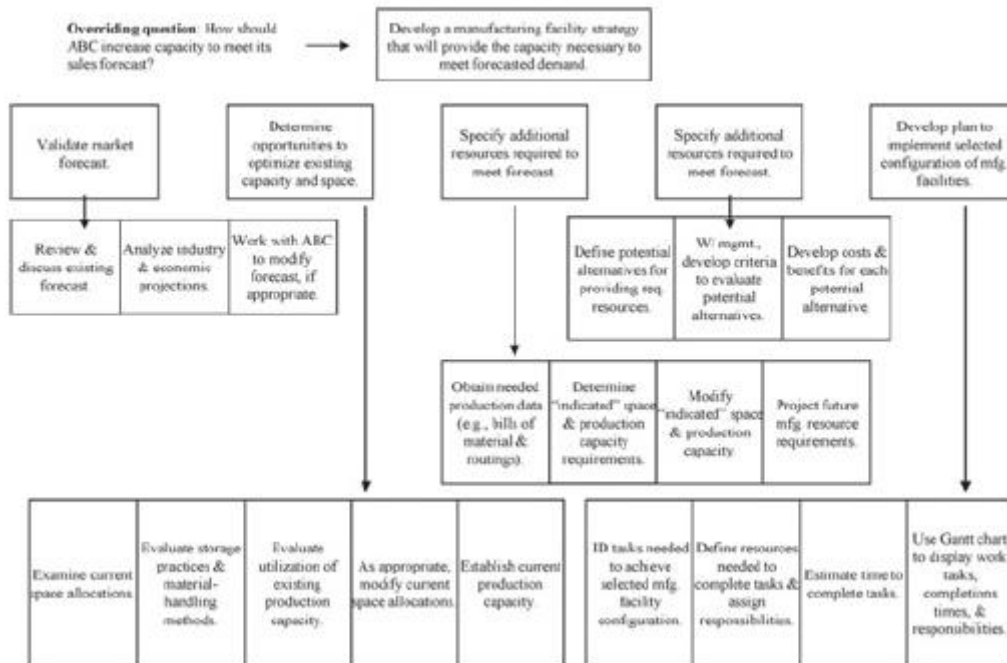 Overriding question: How should
ABC increase capacity to meet its
sales forecast?
Develop a manufacturing facility strategy
that will provide the capacity necessary to
meet forecasted demand.
Validate market
forecast.
Determine
opportunities to
optimize existing
capacity and space.
Specify additional
resources required to
meet forecast.
Specify additional
resources required to
meet forecast.
Develop plan to
implement selected
configuration of mfg.
facilities.
Review &
discuss existing
forecast.
Analyze industry
& economic
projections.
Work with ABC
to modify
forecast, if
appropriate.
Define potential
alternatives for
providing req.
resources.
W/ mgmt.,
develop criteria
to evaluate
potential
alternatives.
Develop costs &
benefits for each
potential
alternative.
Obtain needed
production data
(e.g., bills of
material &
routings).
Determine
"indicated" space
& production
capacity
requirements.
Modify
"indicated" space
& production
capacity
Project future
mfg resource
requirements.
Examine current
space allocations.
Evaluate storage
practices &
material-
handling
methods.
Evaluate
utilization of
existing
production
capacity.
As appropriate,
modify current
space allocations.
Establish current
production
capacity.
ID tasks needed
to achieve
selected mfg.
facility
configuration.
Define resources
needed to
complete tasks &
assign
responsibilities.
Estimate time to
complete tasks.
Use Gantt chart
to display work
tasks,
completions
times, &
responsibilities.